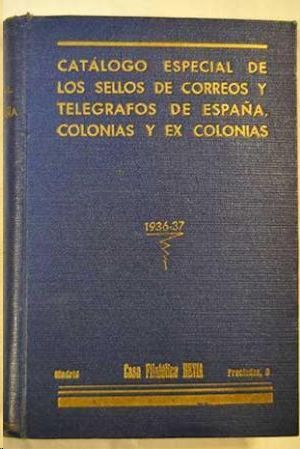 CATÁLOGO ESPECIAL DE
LOS SELLOS DE CORREOS Y
TELEGRAFOS DE ESPAÑA,
COLONIAS Y EX COLONIAS
1936-37
Madrid Casa Filatélica HEVIA Preciados, 9